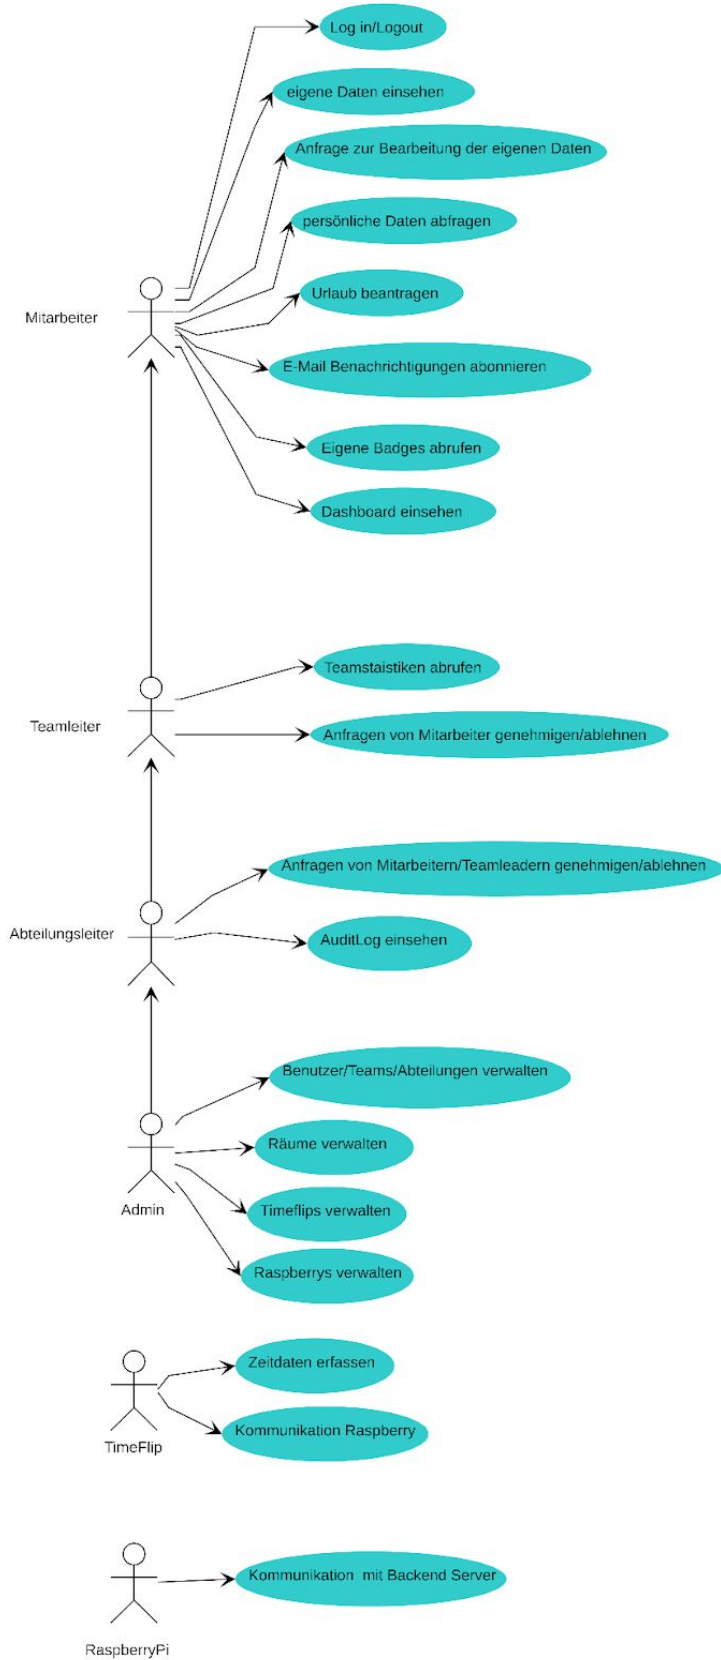 Log in/Logout
eigene Daten einsehen
Anfrage zur Bearbeitung der eigenen Daten
persönliche Daten abfragen
Urlaub beantragen
Mitarbeiter
E-Mail Benachrichtigungen abonnieren
Eigene Badges abrufen
Dashboard einsehen
Teamstaistiken abrufen
Teamleiter
Anfragen von Mitarbeiter genehmigen/ablehnen
Anfragen von Mitarbeitern/Teamleadern genehmigen/ablehnen
Abteilungsleiter
AuditLog einsehen
Benutzer/Teams/Abteilungen verwalten
Räume verwalten
Admin
Timeflips verwalten
Raspberrys verwalten
Zeitdaten erfassen
Kommunikation Raspberry
TimeFlip
Kommunikation mit Backend Server
RaspberryPi